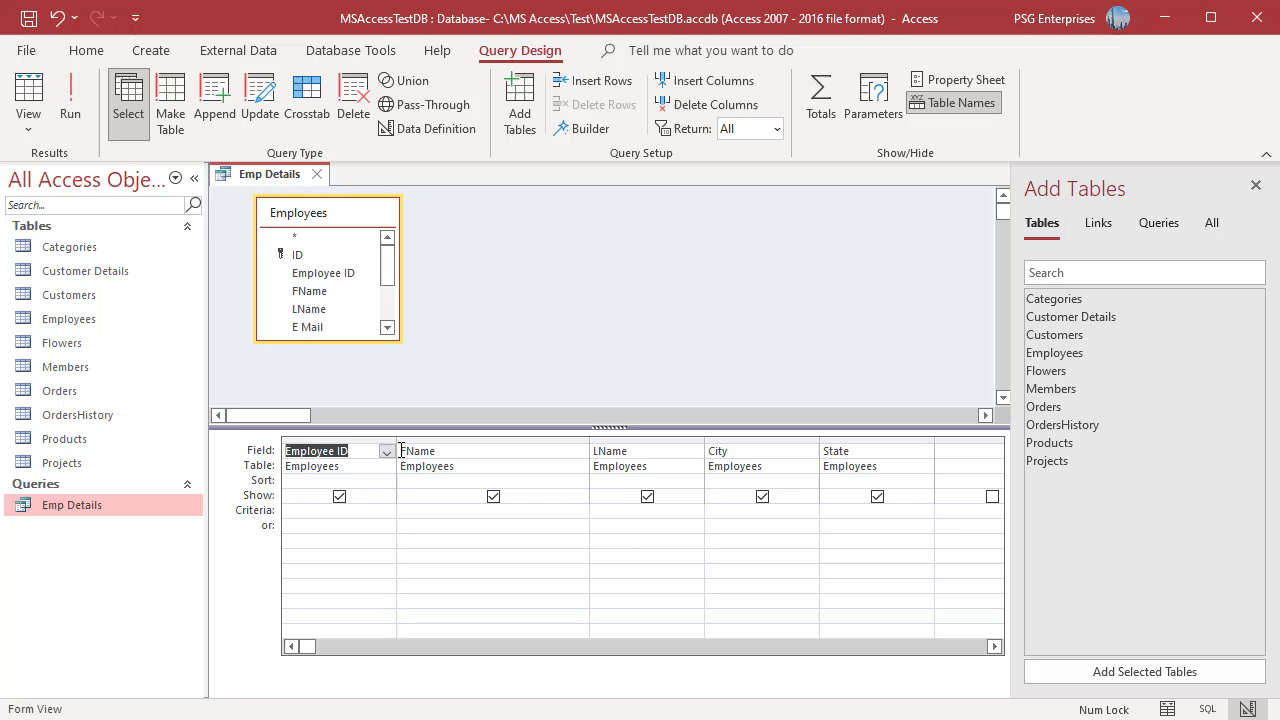 MSAccessTestDB : Database- C:\MS Access\Test\MSAccessTestDB.accdb (Access 2007 - 2016 file format) - Access
PSG Enterprises
File Home Create External Data Database Tools Help Query Design Tell me what you want to do
View
Run
Results
Select
Make Table
Append
Update
Crosstab
Delete
Union
Pass-Through
Data Definition
Query Type
Add Tables
Insert Rows
Delete Rows
Builder
Insert Columns
Delete Columns
Return: All
Query Setup
Totals
Parameters
Property Sheet
XYZ Table Names
Show/Hide
All Access Obje...
Search...
Tables
Categories
Customer Details
Customers
Employees
Flowers
Members
Orders
OrdersHistory
Products
Projects
Queries
Emp Details
Emp Details
Employees
*
ID
Employee ID
FName
LName
E Mail
Field: Employee ID FName LName City State
Table: Employees Employees Employees Employees Employees
Sort:
Show:
Criteria:
or:
Add Tables
Tables Links Queries All
Search
Categories
Customer Details
Customers
Employees
Flowers
Members
Orders
OrdersHistory
Products
Projects
Add Selected Tables
Form View
Num Lock
SQL